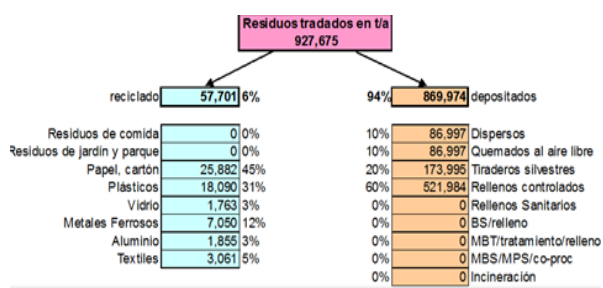 Residuos tradados en t/a
927,675
reciclado 57,701 6% 94% 869,974 depositados
Residuos de comida 0 0% 10% 86,997 Dispersos
Residuos de jardín y parque 0 0% 10% 86,997 Quemados al aire libre
Papel, cartón 25,882 45% 20% 173,995 Tiraderos silvestres
Plásticos 18,090 31% 60% 521,984 Rellenos controlados
Vidrio 1,763 3% 0% 0 Rellenos Sanitarios
Metales Ferrosos 7,050 12% 0% 0 BS/relleno
Aluminio 1,855 3% 0% 0 MBT/tratamiento/relleno
Textiles 3,061 5% 0% 0 MBS/MPS/co-proc
0% 0 Incineración